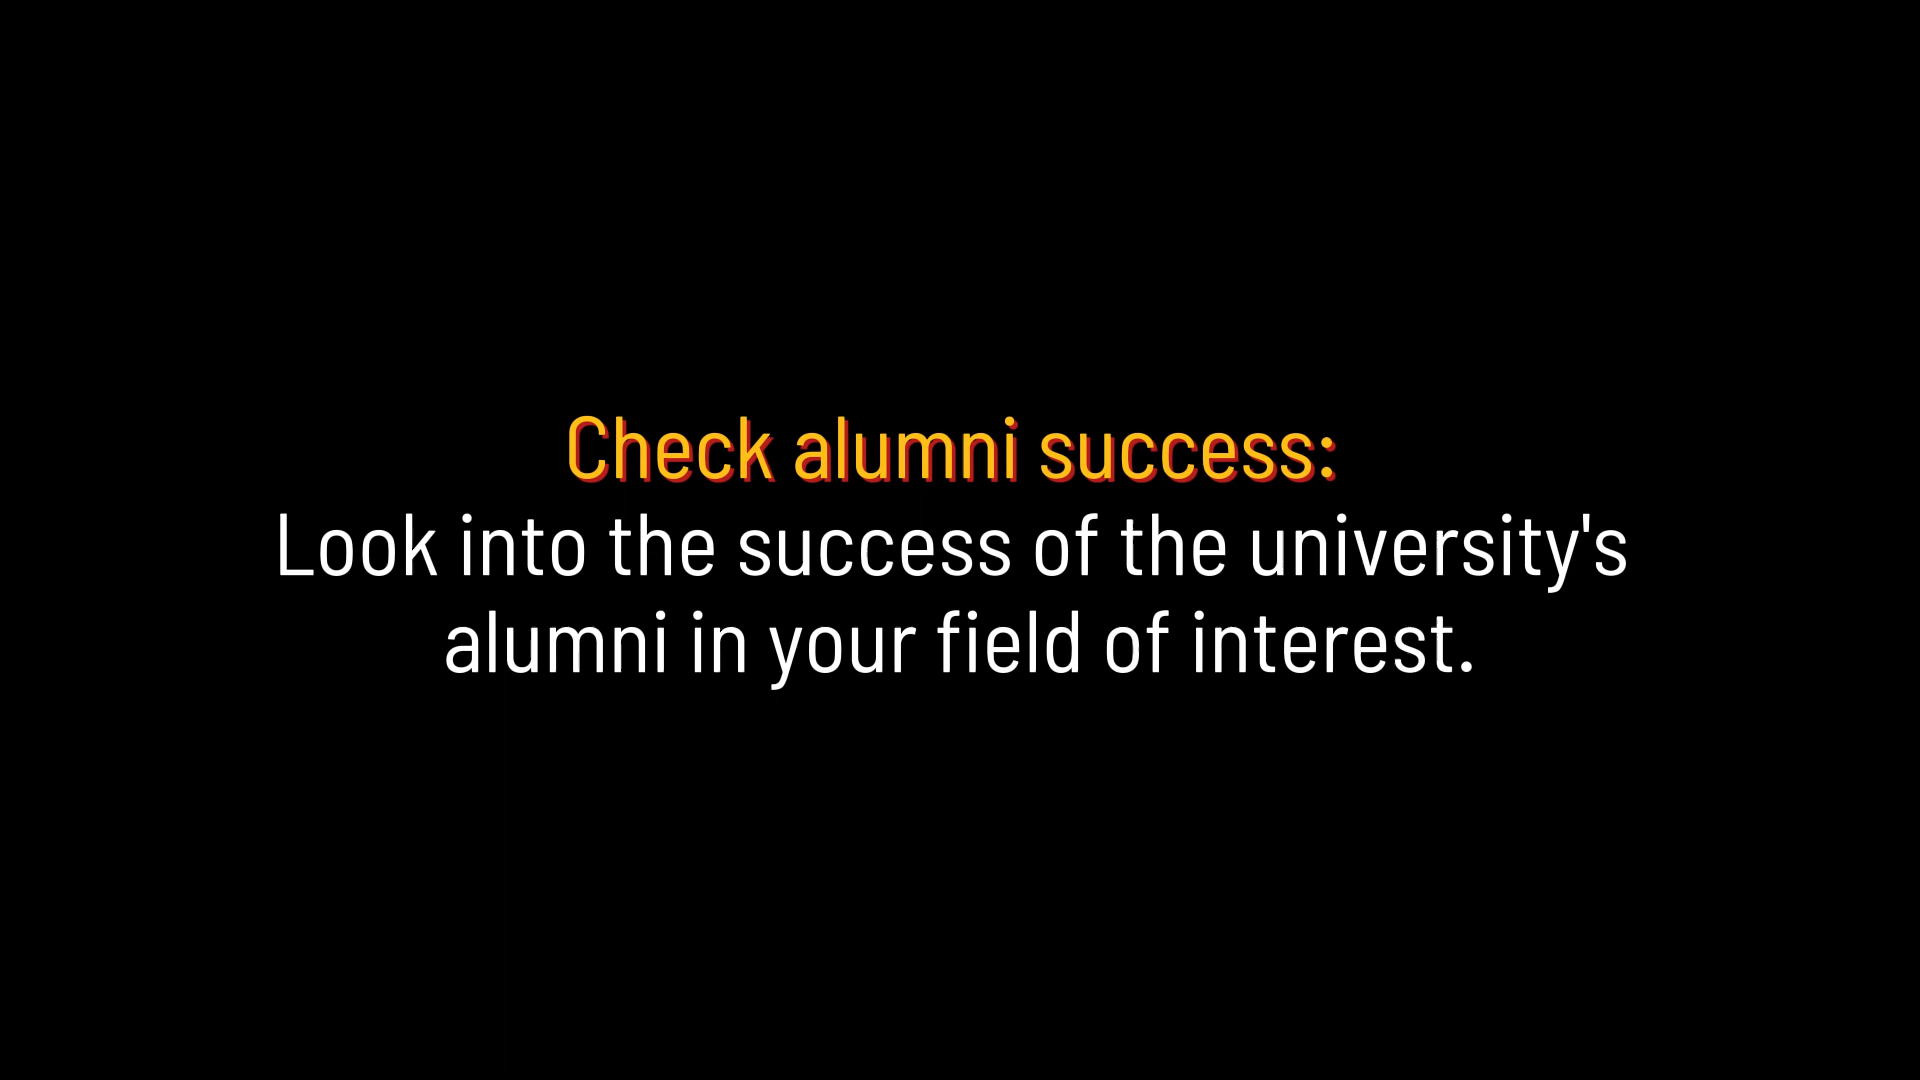 Check alumni success:
Look into the success of the university's
alumni in your field of interest.